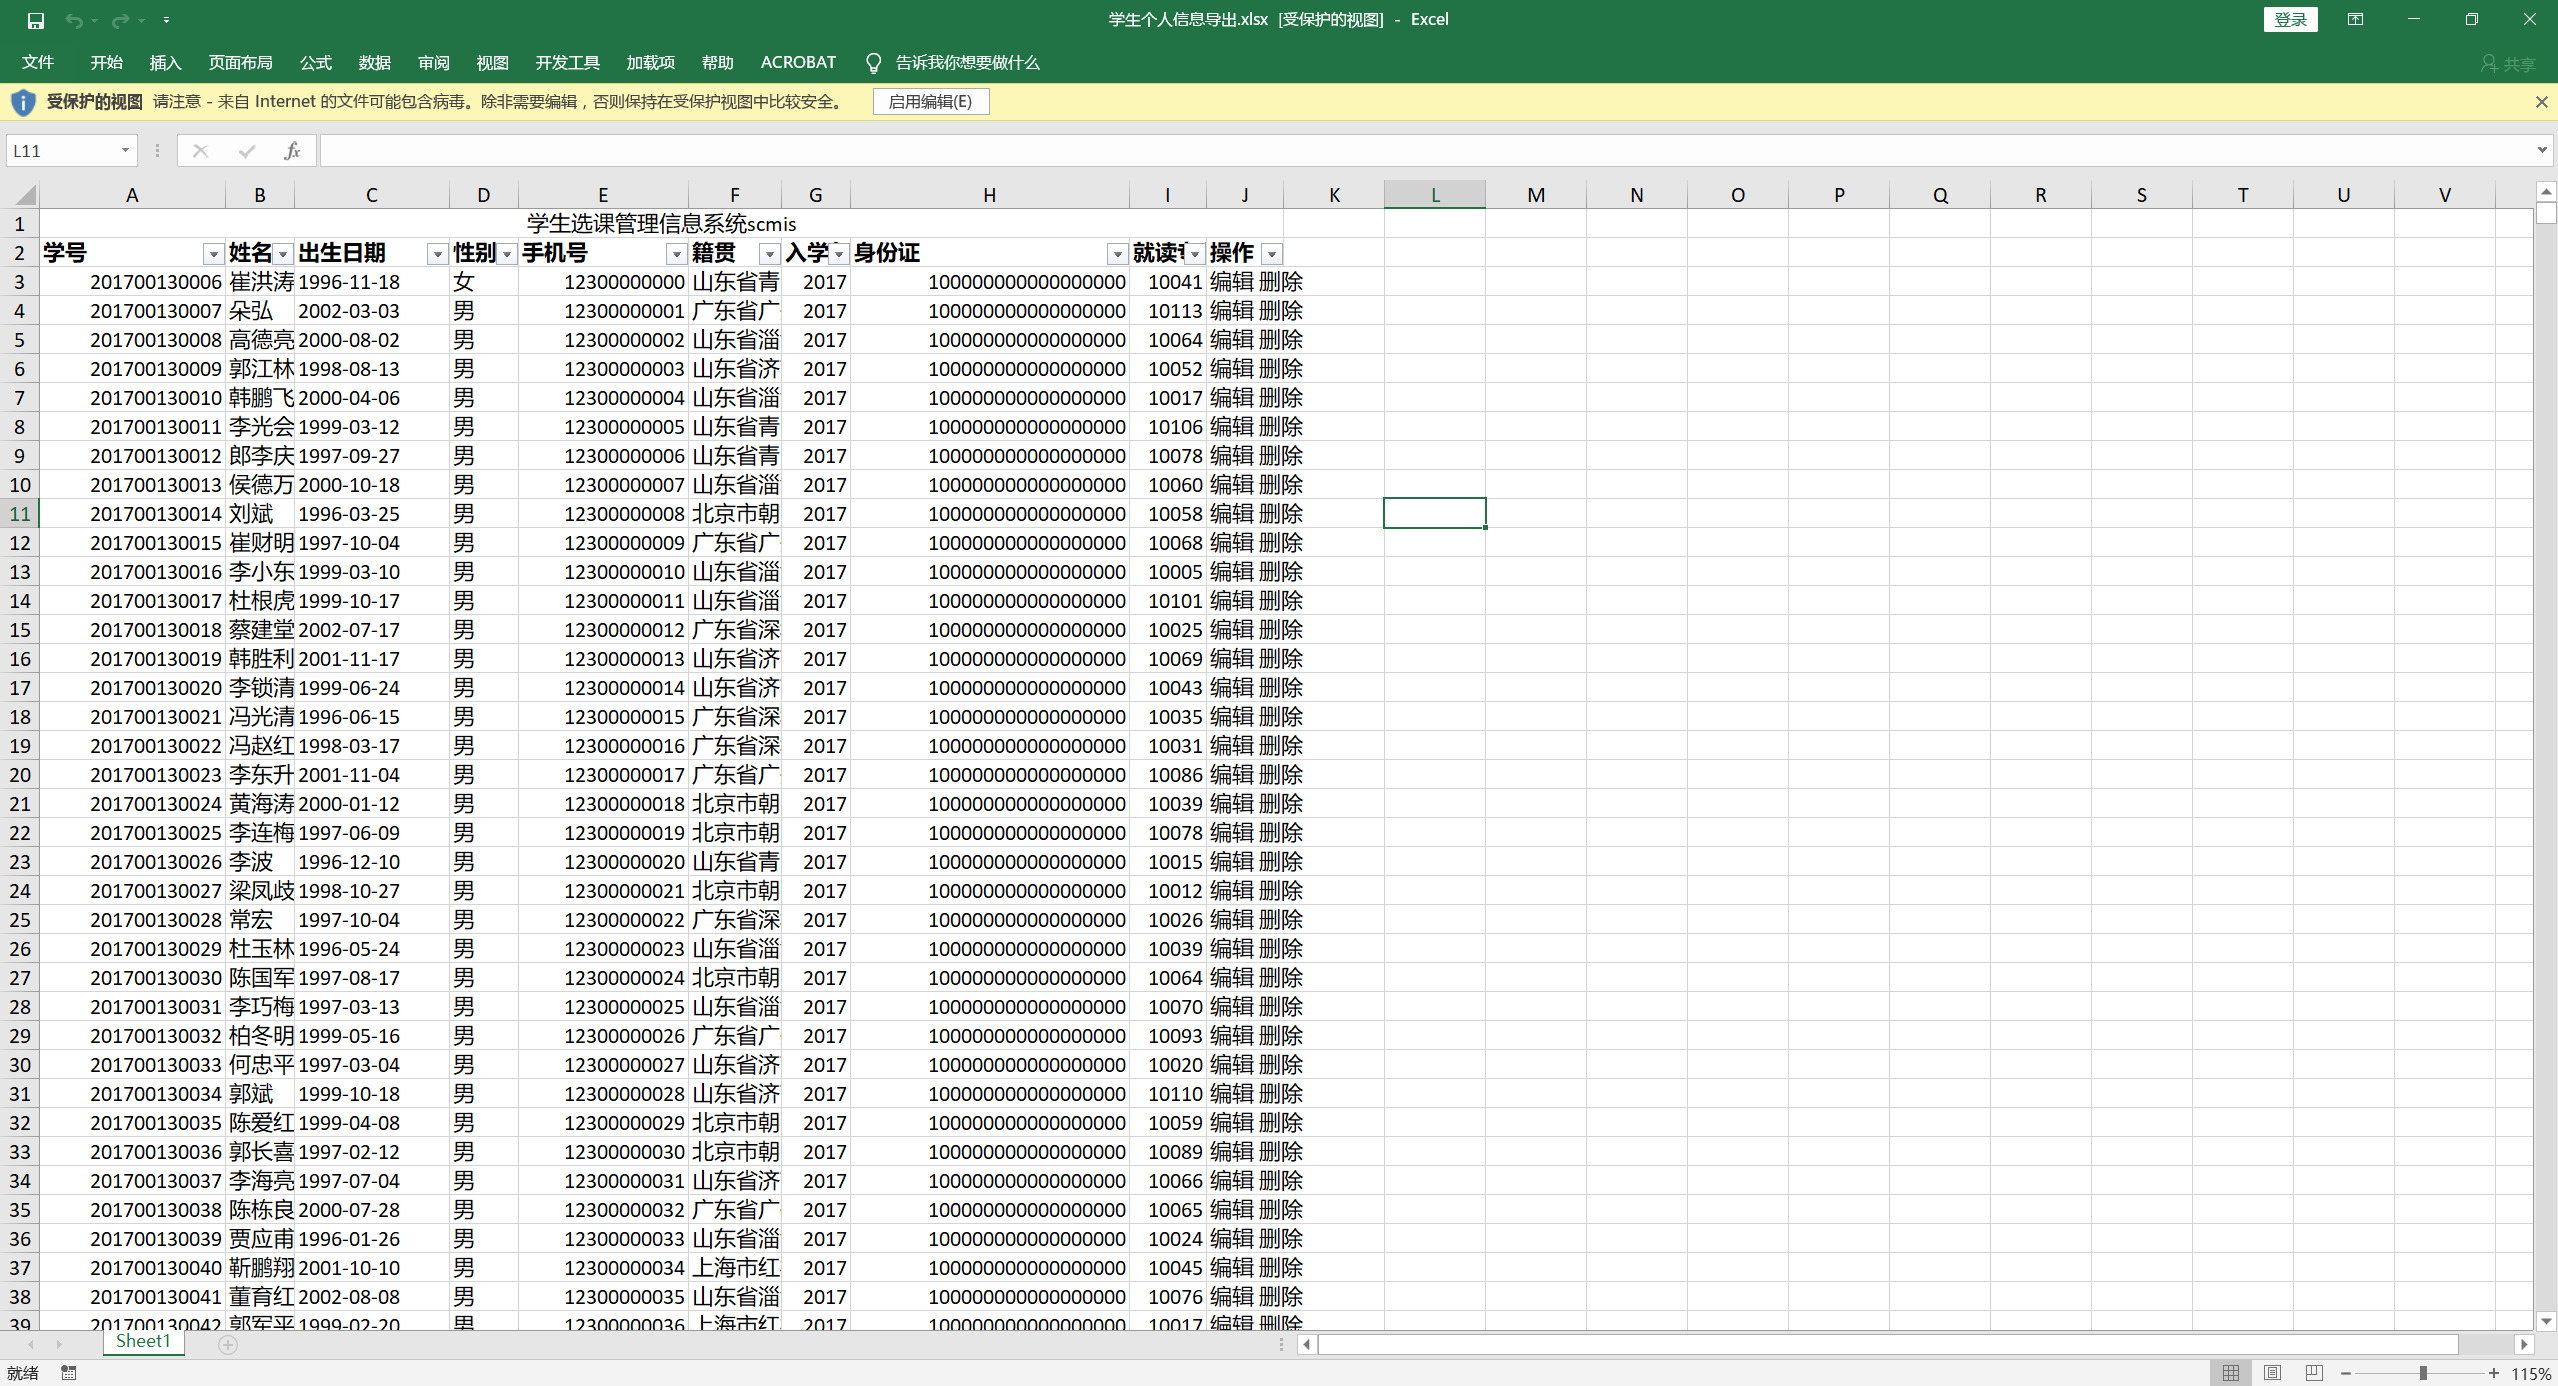 学生个人信息导出.xlsx [受保护的视图] - Excel
登录
文件 开始 插入 页面布局 公式 数据 审阅 视图 开发工具 加载项 帮助 ACROBAT 告诉我你想要做什么 共享
受保护的视图 请注意 - 来自 Internet 的文件可能包含病毒。除非需要编辑，否则保持在受保护视图中比较安全。 启用编辑(E)
L11 fx
A B C D E F G H I J K L M N O P Q R S T U V
1 学生选课管理信息系统scmis
2 学号 姓名 出生日期 性别 手机号 籍贯 入学 身份证 就读 操作
3 201700130006 崔洪涛 1996-11-18 女 12300000000 山东省青 2017 100000000000000000 10041 编辑 删除
4 201700130007 朵弘 2002-03-03 男 12300000001 广东省广 2017 100000000000000000 10113 编辑 删除
5 201700130008 高德亮 2000-08-02 男 12300000002 山东省淄 2017 100000000000000000 10064 编辑 删除
6 201700130009 郭江林 1998-08-13 男 12300000003 山东省济 2017 100000000000000000 10052 编辑 删除
7 201700130010 韩鹏飞 2000-04-06 男 12300000004 山东省淄 2017 100000000000000000 10017 编辑 删除
8 201700130011 李光会 1999-03-12 男 12300000005 山东省青 2017 100000000000000000 10106 编辑 删除
9 201700130012 郎李庆 1997-09-27 男 12300000006 山东省青 2017 100000000000000000 10078 编辑 删除
10 201700130013 侯德万 2000-10-18 男 12300000007 山东省淄 2017 100000000000000000 10060 编辑 删除
11 201700130014 刘斌 1996-03-25 男 12300000008 北京市朝 2017 100000000000000000 10058 编辑 删除
12 201700130015 崔财明 1997-10-04 男 12300000009 广东省广 2017 100000000000000000 10068 编辑 删除
13 201700130016 李小东 1999-03-10 男 12300000010 山东省淄 2017 100000000000000000 10005 编辑 删除
14 201700130017 杜根虎 1999-10-17 男 12300000011 山东省淄 2017 100000000000000000 10101 编辑 删除
15 201700130018 蔡建堂 2002-07-17 男 12300000012 广东省深 2017 100000000000000000 10025 编辑 删除
16 201700130019 韩胜利 2001-11-17 男 12300000013 山东省济 2017 100000000000000000 10069 编辑 删除
17 201700130020 李锁清 1999-06-24 男 12300000014 山东省济 2017 100000000000000000 10043 编辑 删除
18 201700130021 冯光清 1996-06-15 男 12300000015 广东省深 2017 100000000000000000 10035 编辑 删除
19 201700130022 冯赵红 1998-03-17 男 12300000016 广东省深 2017 100000000000000000 10031 编辑 删除
20 201700130023 李东升 2001-11-04 男 12300000017 广东省广 2017 100000000000000000 10086 编辑 删除
21 201700130024 黄海涛 2000-01-12 男 12300000018 北京市朝 2017 100000000000000000 10039 编辑 删除
22 201700130025 李连梅 1997-06-09 男 12300000019 北京市朝 2017 100000000000000000 10078 编辑 删除
23 201700130026 李波 1996-12-10 男 12300000020 山东省青 2017 100000000000000000 10015 编辑 删除
24 201700130027 梁凤歧 1998-10-27 男 12300000021 北京市朝 2017 100000000000000000 10012 编辑 删除
25 201700130028 常宏 1997-10-04 男 12300000022 广东省深 2017 100000000000000000 10026 编辑 删除
26 201700130029 杜玉林 1996-05-24 男 12300000023 山东省淄 2017 100000000000000000 10039 编辑 删除
27 201700130030 陈国军 1997-08-17 男 12300000024 北京市朝 2017 100000000000000000 10064 编辑 删除
28 201700130031 李巧梅 1997-03-13 男 12300000025 山东省淄 2017 100000000000000000 10070 编辑 删除
29 201700130032 柏冬明 1999-05-16 男 12300000026 广东省广 2017 100000000000000000 10093 编辑 删除
30 201700130033 何忠平 1997-03-04 男 12300000027 山东省济 2017 100000000000000000 10020 编辑 删除
31 201700130034 郭斌 1999-10-18 男 12300000028 山东省济 2017 100000000000000000 10110 编辑 删除
32 201700130035 陈爱红 1999-04-08 男 12300000029 北京市朝 2017 100000000000000000 10059 编辑 删除
33 201700130036 郭长喜 1997-02-12 男 12300000030 北京市朝 2017 100000000000000000 10089 编辑 删除
34 201700130037 李海亮 1997-07-04 男 12300000031 山东省济 2017 100000000000000000 10066 编辑 删除
35 201700130038 陈栋良 2000-07-28 男 12300000032 广东省广 2017 100000000000000000 10065 编辑 删除
36 201700130039 贾应甫 1996-01-26 男 12300000033 山东省淄 2017 100000000000000000 10024 编辑 删除
37 201700130040 靳鹏翔 2001-10-10 男 12300000034 上海市红 2017 100000000000000000 10045 编辑 删除
38 201700130041 董育红 2002-08-08 男 12300000035 山东省淄 2017 100000000000000000 10076 编辑 删除
39 201700130042 郭军平 1999-02-20 男 12300000036 上海市红 2017 100000000000000000 10017 编辑 删除
Sheet1
就绪 115%